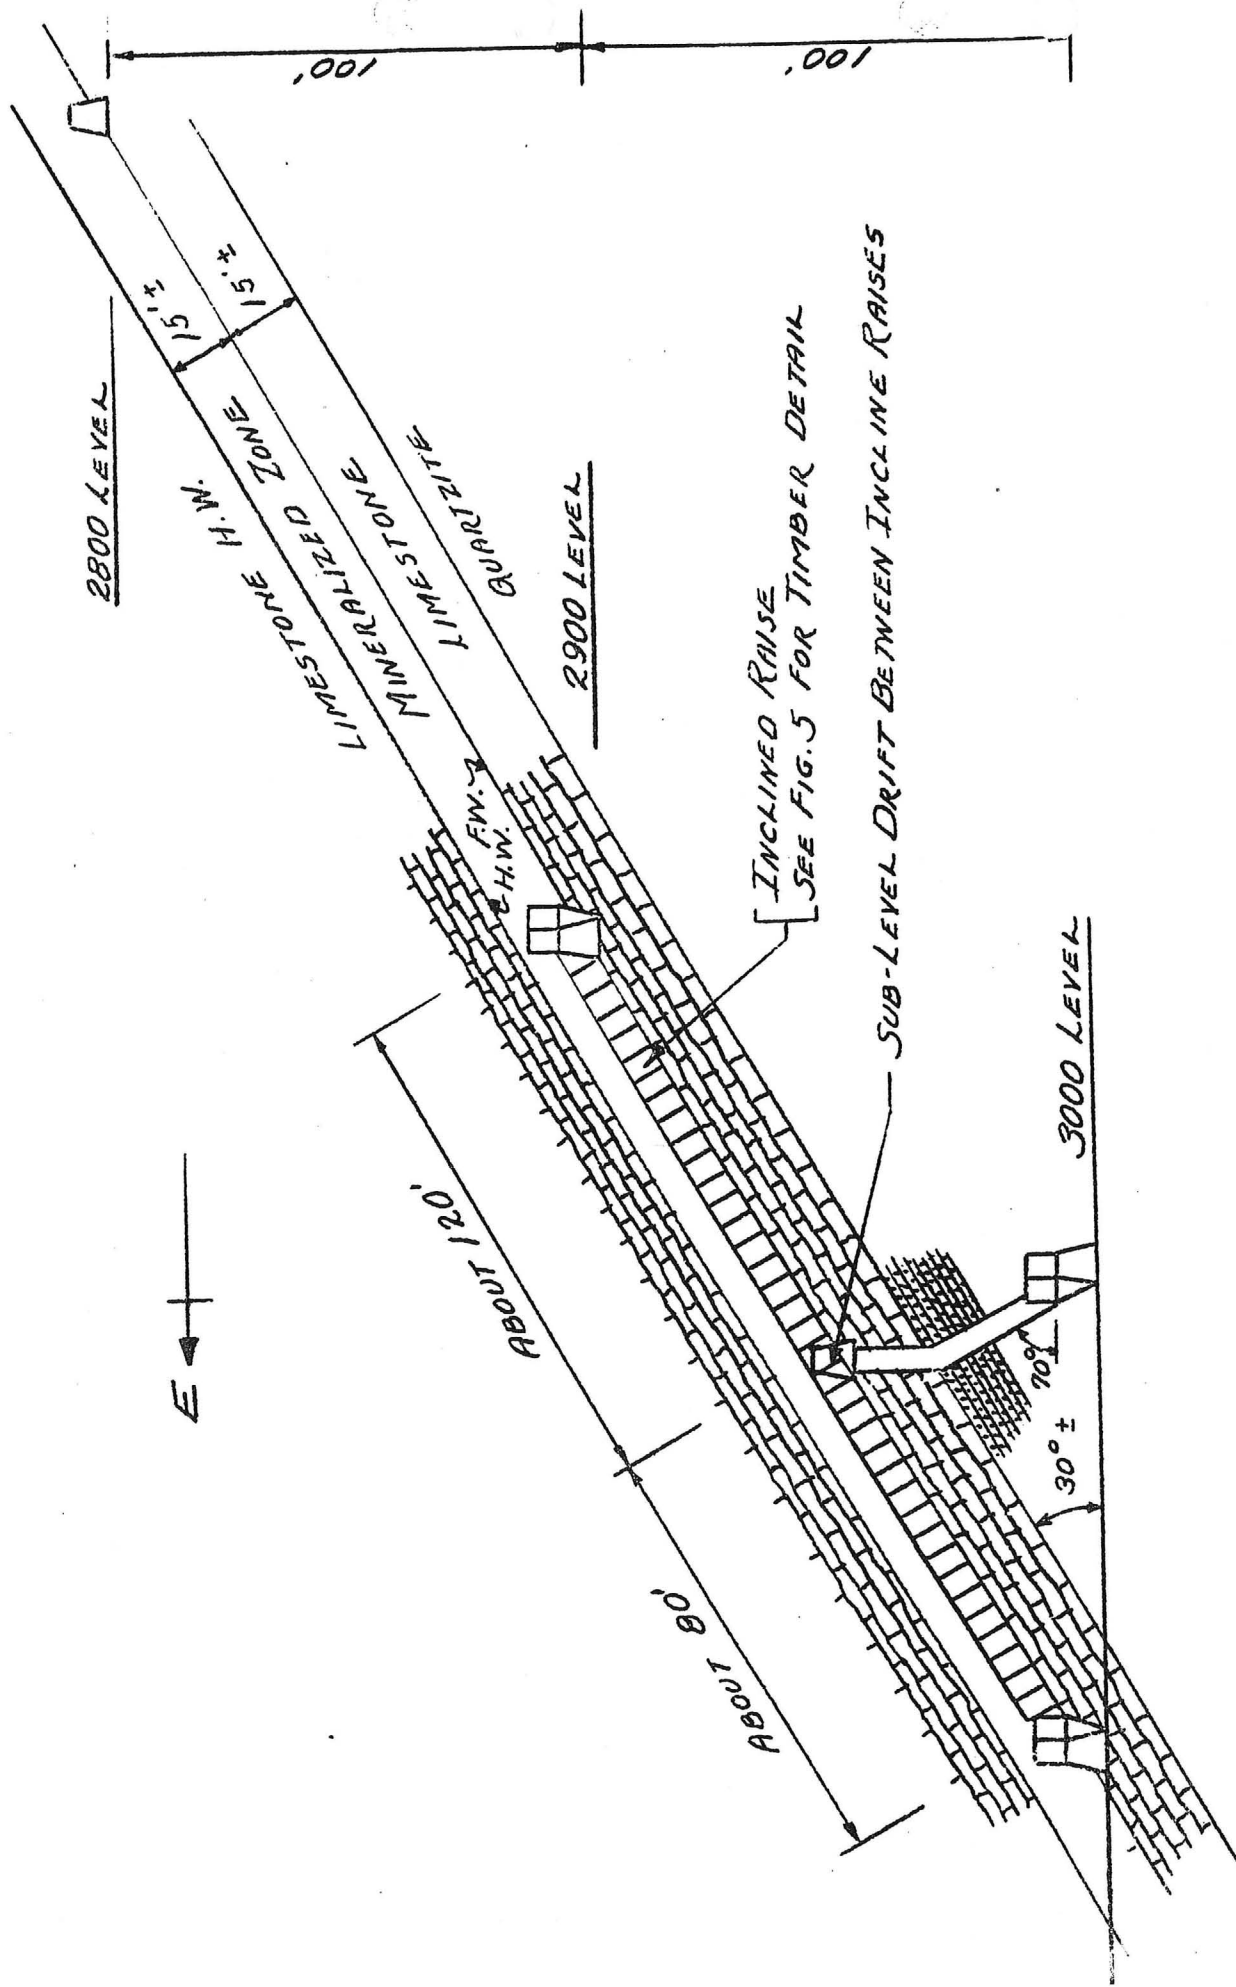 E
100'
100'
2800 LEVEL
15'±
15'±
LIMESTONE H.W.
LIMERALIZED ZONE
MINERALIZED
LIMESTONE
QUARTZITE
2900 LEVEL
F.W.
H.W.
ABOUT 120'
ABOUT 80'
INCLINED RAISE
SEE FIG. 5 FOR TIMBER DETAIL
SUB-LEVEL DRIFT BETWEEN INCLINE RAISES
3000 LEVEL
70°
30° ±